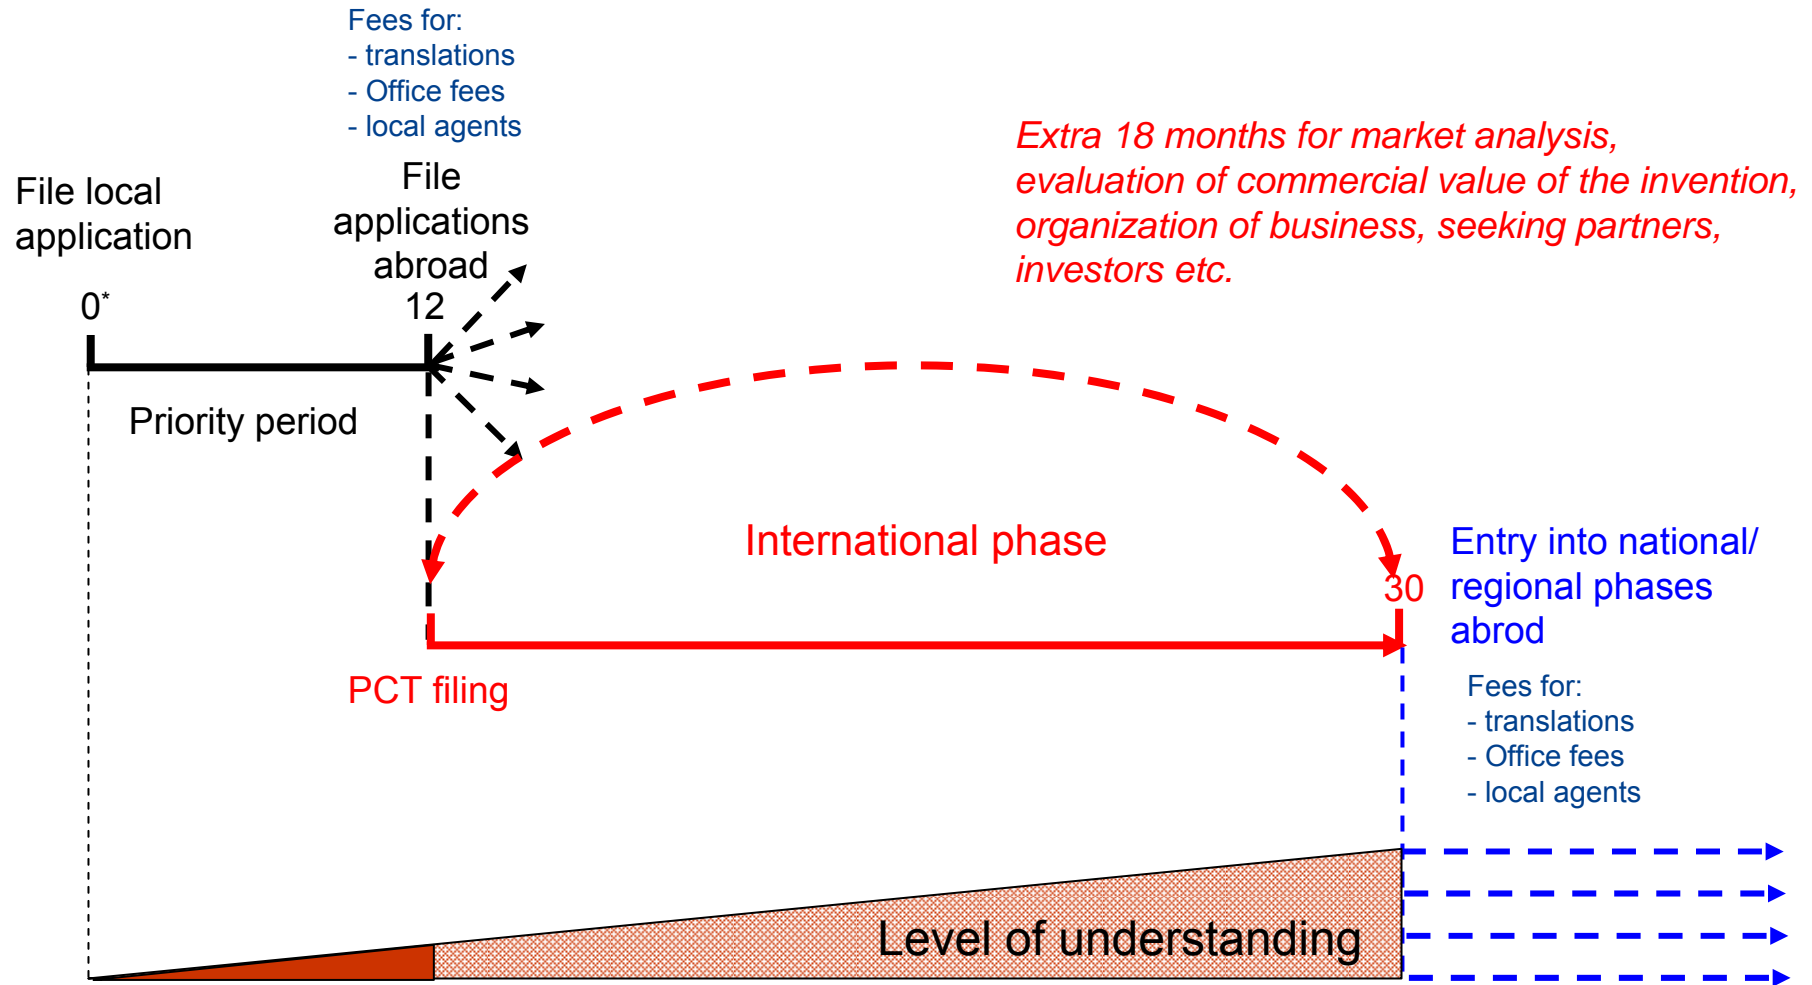 Fees for:
- translations
- Office fees
- local agents
Extra 18 months for market analysis,
evaluation of commercial value of the invention,
organization of business, seeking partners,
investors etc.
File local
application
File
applications
abroad
0*
12
Priority period
International phase
30
Entry into national/
regional phases
abrod
PCT filing
Fees for:
- translations
- Office fees
- local agents
Level of understanding